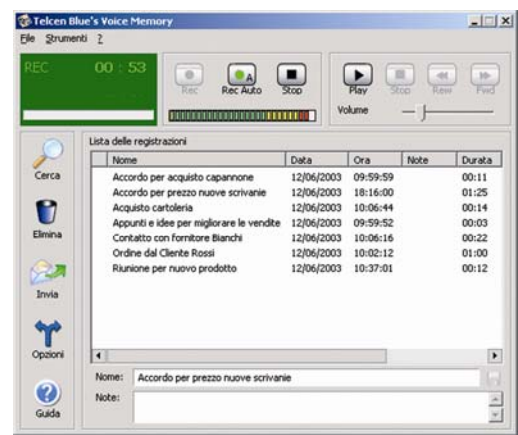 Telcen Blue's Voice Memory
File Strumenti ?
REC 00 : 53
Rec Rec Auto Stop
Play Stop Rew Fwd
Volume
Lista delle registrazioni
Nome Data Ora Note Durata
Accordo per acquisto capannone 12/06/2003 09:59:59 00:11
Accordo per prezzo nuove scrivanie 12/06/2003 18:16:00 01:25
Acquisto cartoleria 12/06/2003 10:06:44 00:14
Appunti e idee per migliorare le vendite 12/06/2003 09:59:52 00:03
Contatto con fornitore Bianchi 12/06/2003 10:06:16 00:22
Ordine dal Cliente Rossi 12/06/2003 10:02:12 01:00
Riunione per nuovo prodotto 12/06/2003 10:37:01 00:12
Cerca
Elimina
Invia
Opzioni
Guida
Nome: Accordo per prezzo nuove scrivanie
Note: